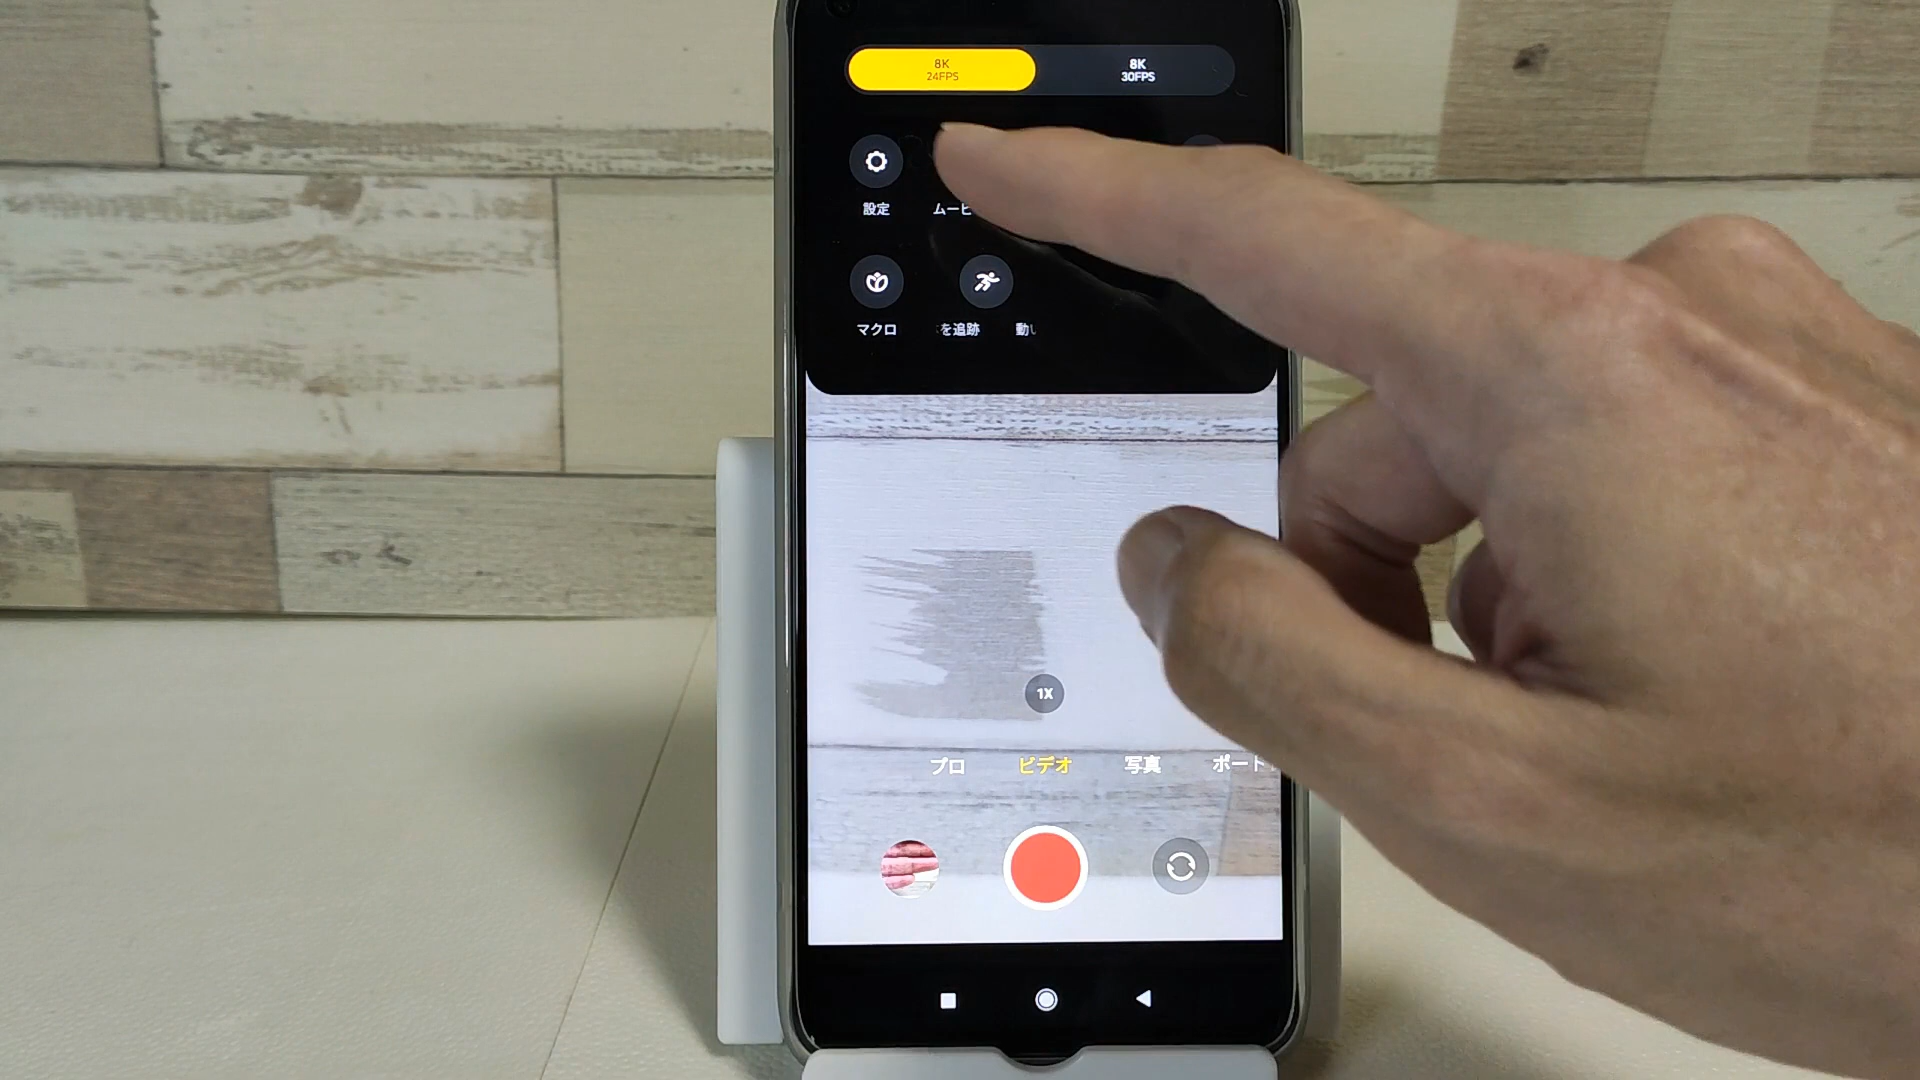 8K
24FPS
8K
30FPS
設定
ムービ
マクロ
を追跡 動い
1X
プロ ビデオ 写真 ポート